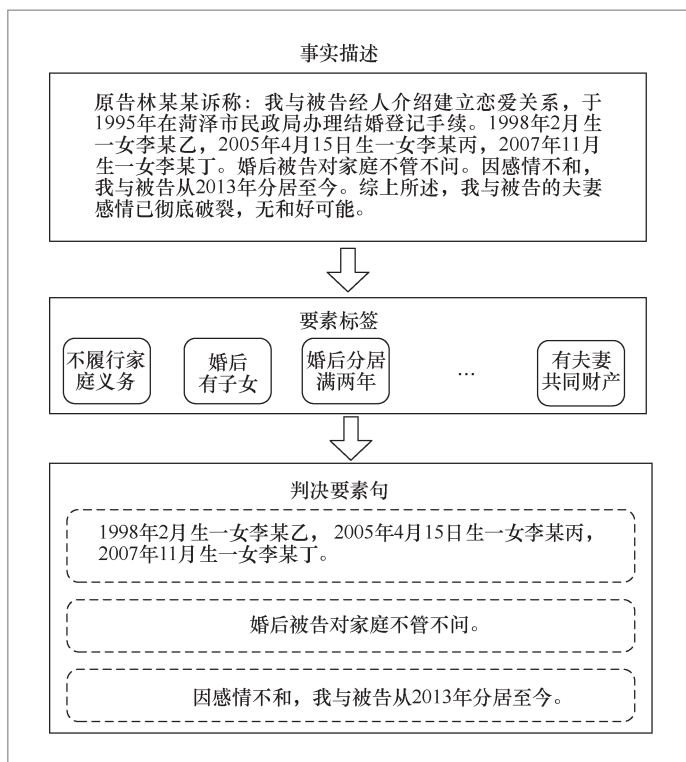 事实描述
原告林某某诉称：我与被告经人介绍建立恋爱关系，于
1995年在菏泽市民政局办理结婚登记手续。1998年2月生
一女李某乙，2005年4月15日生一女李某丙，2007年11月
生一女李某丁。婚后被告对家庭不管不问。因感情不和，
我与被告从2013年分居至今。综上所述，我与被告的夫妻
感情已彻底破裂，无和好可能。
要素标签
不履行家
庭义务
婚后
有子女
婚后分居
满两年
…
有夫妻
共同财产
判决要素句
1998年2月生一女李某乙，2005年4月15日生一女李某丙，
2007年11月生一女李某丁。
婚后被告对家庭不管不问。
因感情不和，我与被告从2013年分居至今。